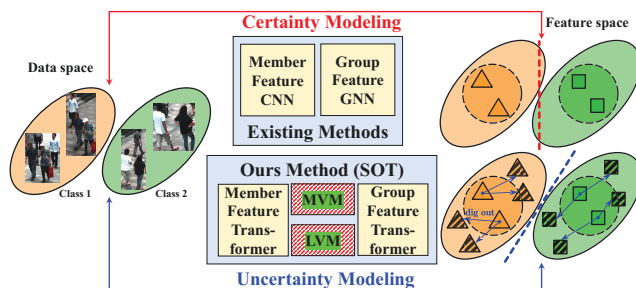 Certainty Modeling
Data space
Feature space
Member
Feature
CNN
Group
Feature
GNN
Existing Methods
Class 1
Class 2
Ours Method (SOT)
Member
Feature
Trans-
former
MVM
LVM
Group
Feature
Trans-
former
dig out
Uncertainty Modeling